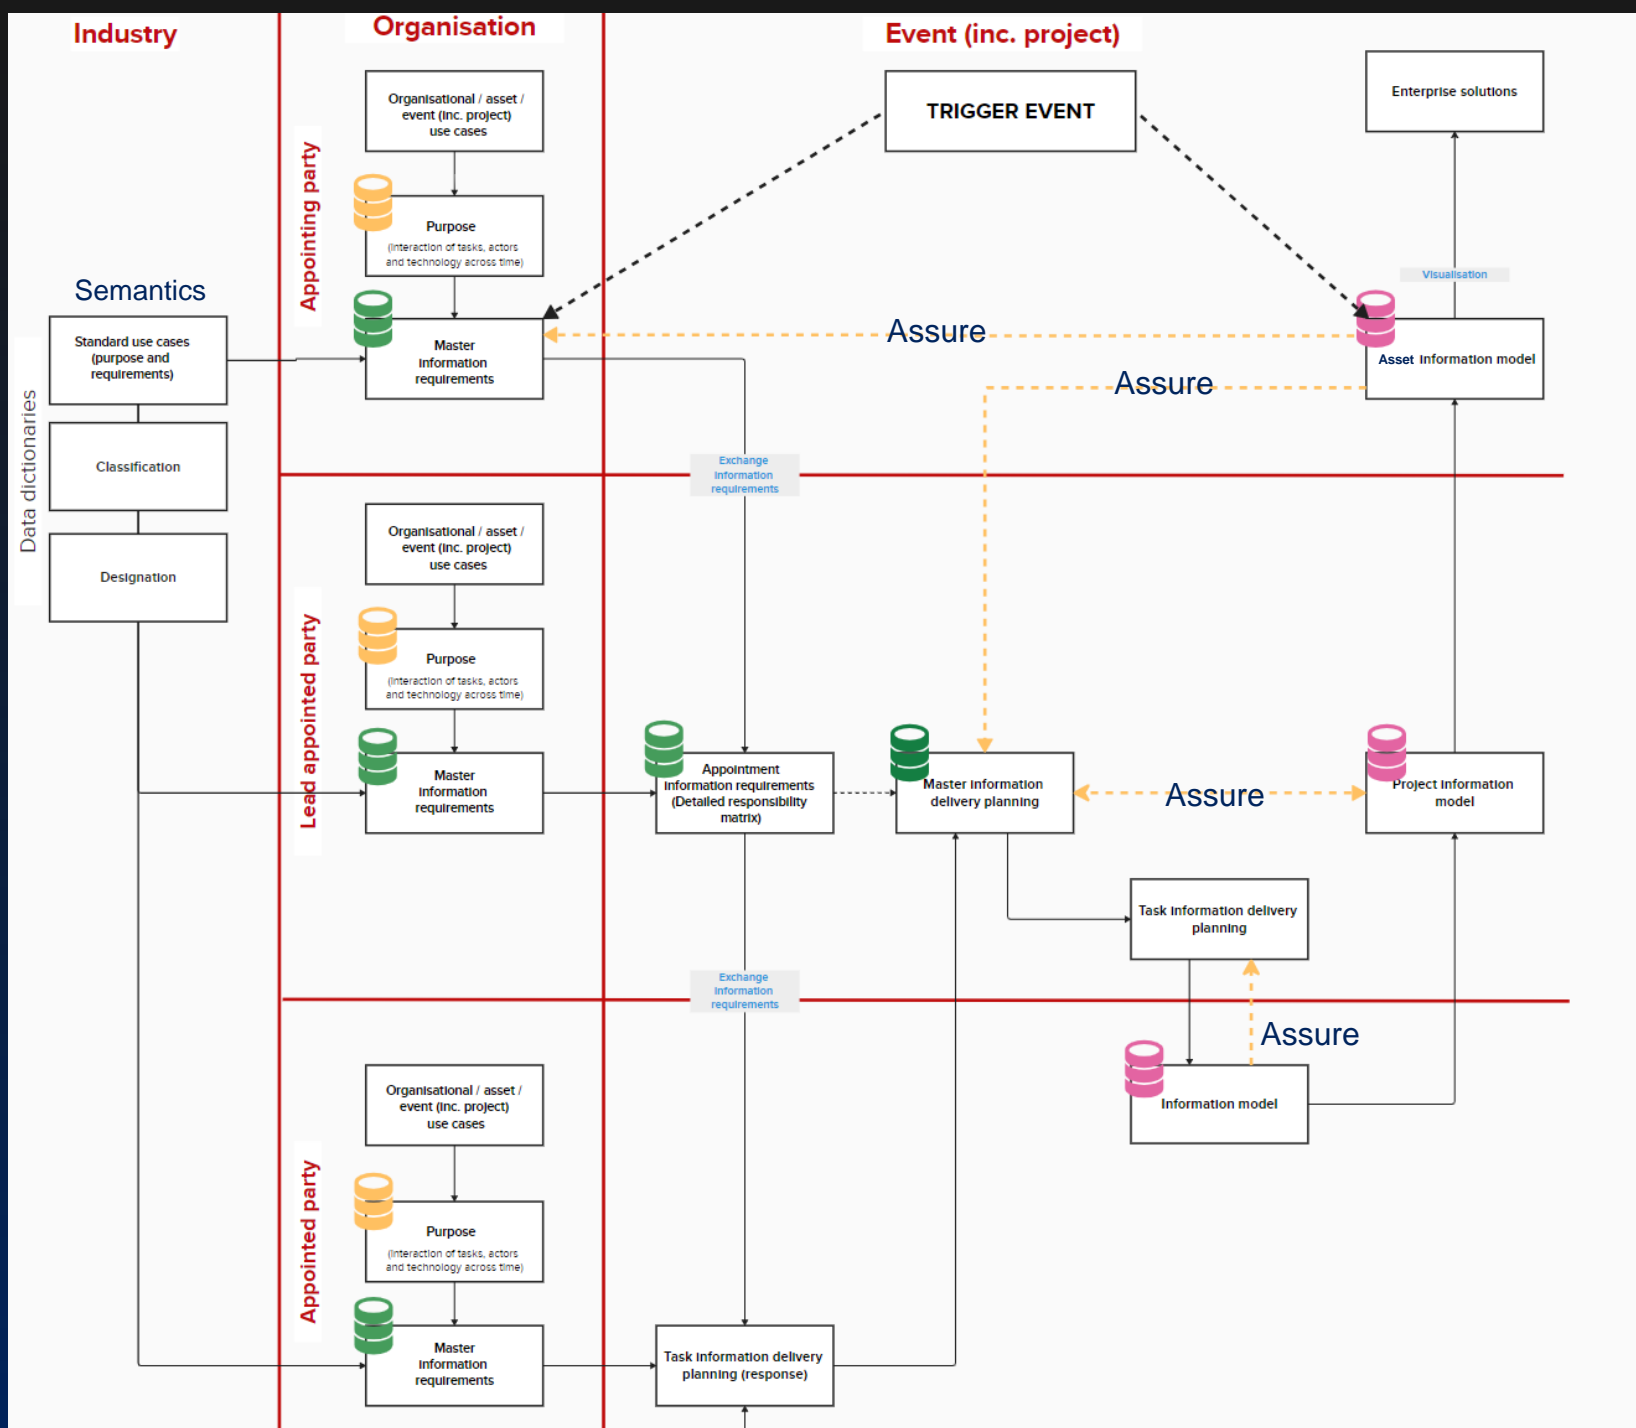 Industry
Organisation
Event (inc. project)
Appointing party
Organisational / asset /
event (inc. project)
use cases
TRIGGER EVENT
Enterprise solutions
Purpose
(Interaction of tasks, actors
and technology across time)
Visualisation
Semantics
Data dictionaries
Standard use cases
(purpose and
requirements)
Master
information
requirements
Assure
Asset Information model
Assure
Classification
Exchange
information
requirements
Designation
Lead appointed party
Organisational / asset /
event (inc. project)
use cases
Purpose
(Interaction of tasks, actors
and technology across time)
Master
information
requirements
Appointment
information requirements
(Detailed responsibility
matrix)
Master information
delivery planning
Assure
Project information
model
Task information delivery
planning
Exchange
information
requirements
Assure
Information model
Appointed party
Organisational / asset /
event (inc. project)
use cases
Purpose
(Interaction of tasks, actors
and technology across time)
Master
information
requirements
Task information delivery
planning (response)